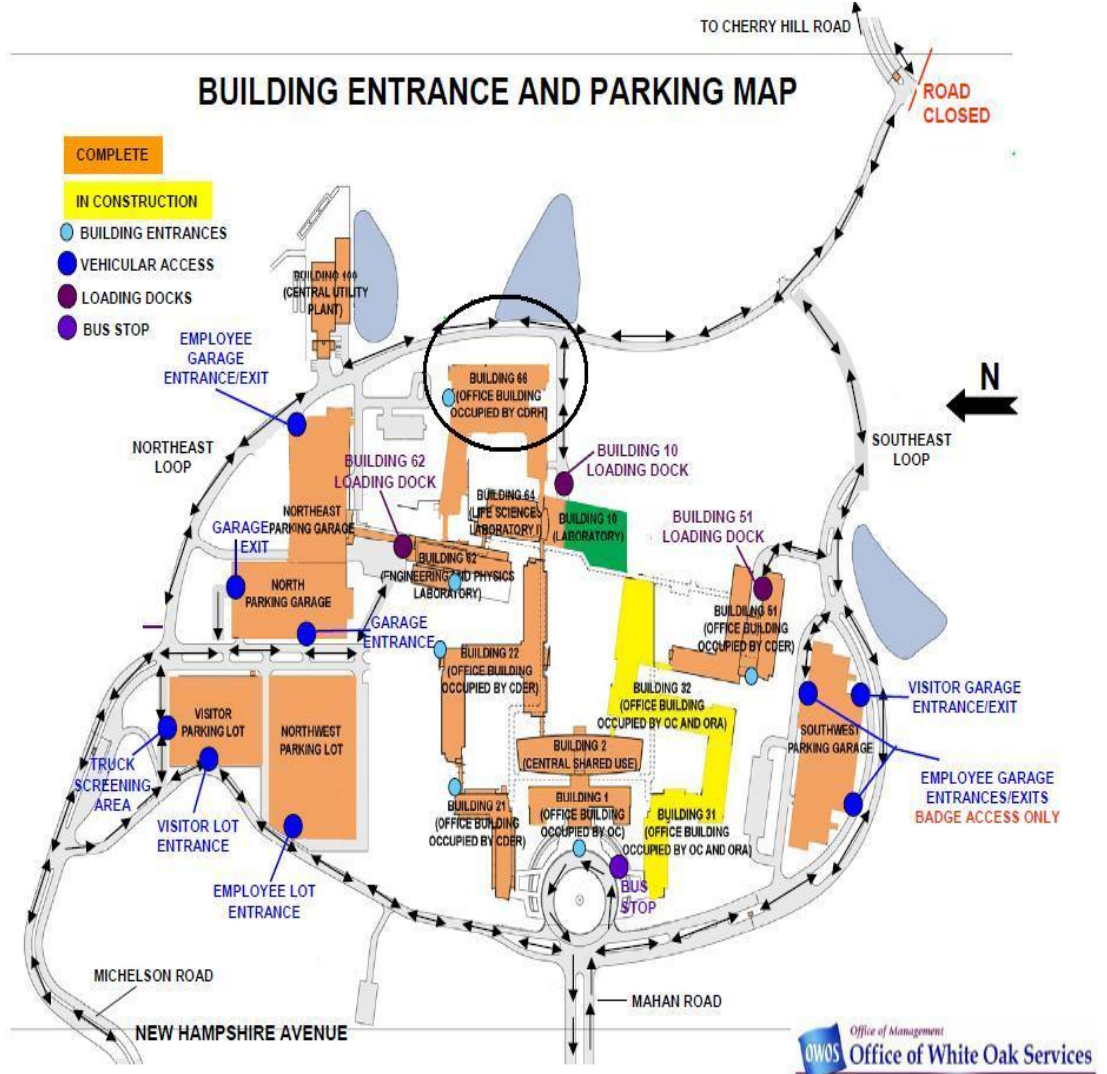 TO CHERRY HILL ROAD
BUILDING ENTRANCE AND PARKING MAP
ROAD
CLOSED
COMPLETE
IN CONSTRUCTION
BUILDING ENTRANCES
VEHICULAR ACCESS
LOADING DOCKS
BUS STOP
BUILDING 100
(CENTRAL UTILITY
PLANT)
EMPLOYEE
GARAGE
ENTRANCE/EXIT
BUILDING 66
(OFFICE BUILDING
OCCUPIED BY CDRH)
N
NORTHEAST
LOOP
SOUTHEAST
LOOP
BUILDING 62
LOADING DOCK
BUILDING 10
LOADING DOCK
NORTHEAST
PARKING GARAGE
BUILDING 64
(LIFE SCIENCES
LABORATORY I)
BUILDING 10
(LABORATORY)
BUILDING 51
LOADING DOCK
GARAGE
EXIT
BUILDING 62
(ENGINEERING AND PHYSICS
LABORATORY)
NORTH
PARKING GARAGE
GARAGE
ENTRANCE
BUILDING 51
(OFFICE BUILDING
OCCUPIED BY CDER)
BUILDING 22
(OFFICE BUILDING
OCCUPIED BY CDER)
BUILDING 32
(OFFICE BUILDING
OCCUPIED BY OC AND ORA)
VISITOR GARAGE
ENTRANCE/EXIT
VISITOR
PARKING LOT
NORTHWEST
PARKING LOT
SOUTHWEST
PARKING GARAGE
BUILDING 2
(CENTRAL SHARED USE)
TRUCK
SCREENING
AREA
EMPLOYEE GARAGE
ENTRANCES/EXITS
BADGE ACCESS ONLY
VISITOR LOT
ENTRANCE
BUILDING 21
(OFFICE BUILDING
OCCUPIED BY CDER)
BUILDING 1
(OFFICE BUILDING
OCCUPIED BY OC)
BUILDING 31
(OFFICE BUILDING
OCCUPIED BY OC AND ORA)
EMPLOYEE LOT
ENTRANCE
BUS
STOP
MICHELSON ROAD
MAHAN ROAD
NEW HAMPSHIRE AVENUE
OWOS
Office of Management
Office of White Oak Services